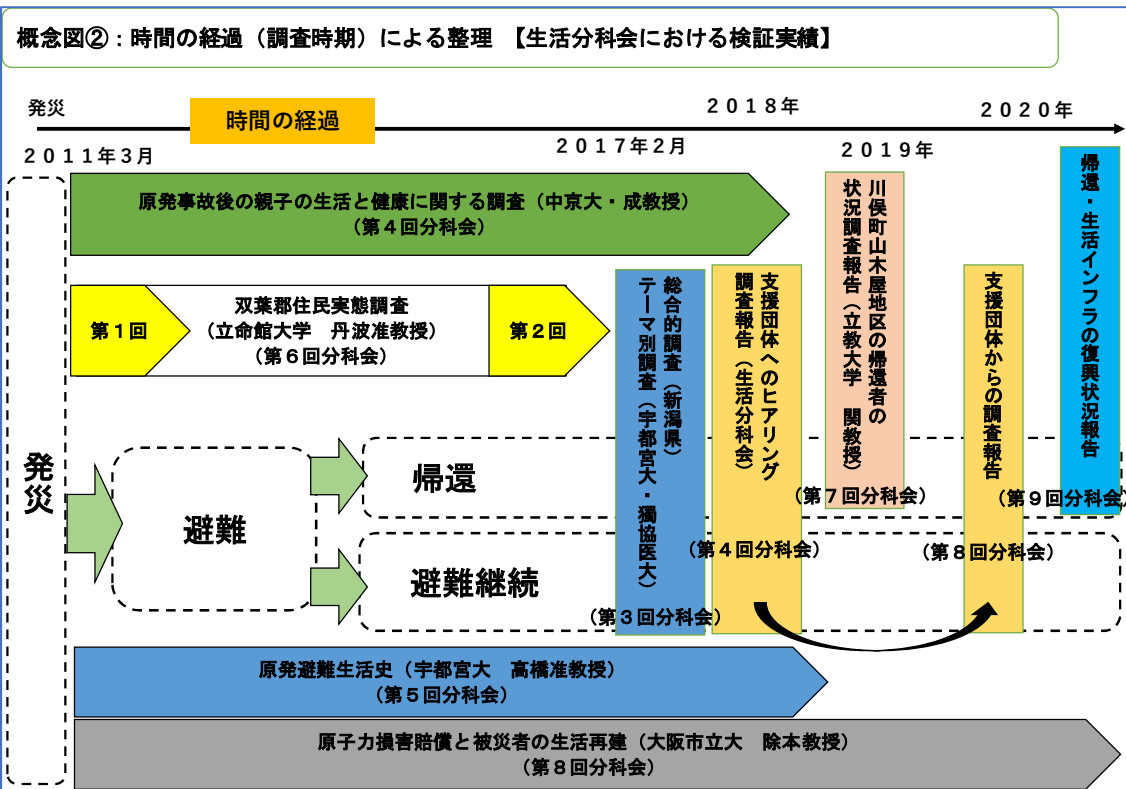 概念図②：時間の経過（調査時期）による整理　【生活分科会における検証実績】
発災
時間の経過
２０１８年
２０２０年
２０１１年３月
２０１７年２月
２０１９年
原発事故後の親子の生活と健康に関する調査（中京大・成教授）
（第４回分科会）
第１回
双葉郡住民実態調査
（立命館大学　丹波准教授）
（第６回分科会）
第２回
総合的調査（新潟県）
テーマ別調査（宇都宮大・獨協医大）
（第３回分科会）
支援団体へのヒアリング
調査報告（生活分科会）
（第４回分科会）
川俣町山木屋地区の帰還者の
状況調査報告（立教大学　関教授）
（第７回分科会）
支援団体からの調査報告
（第８回分科会）
帰還・生活インフラの復興状況報告
（第９回分科会）
発災
避難
帰還
避難継続
原発避難生活史（宇都宮大　高橋准教授）
（第５回分科会）
原子力損害賠償と被災者の生活再建（大阪市立大　除本教授）
（第８回分科会）